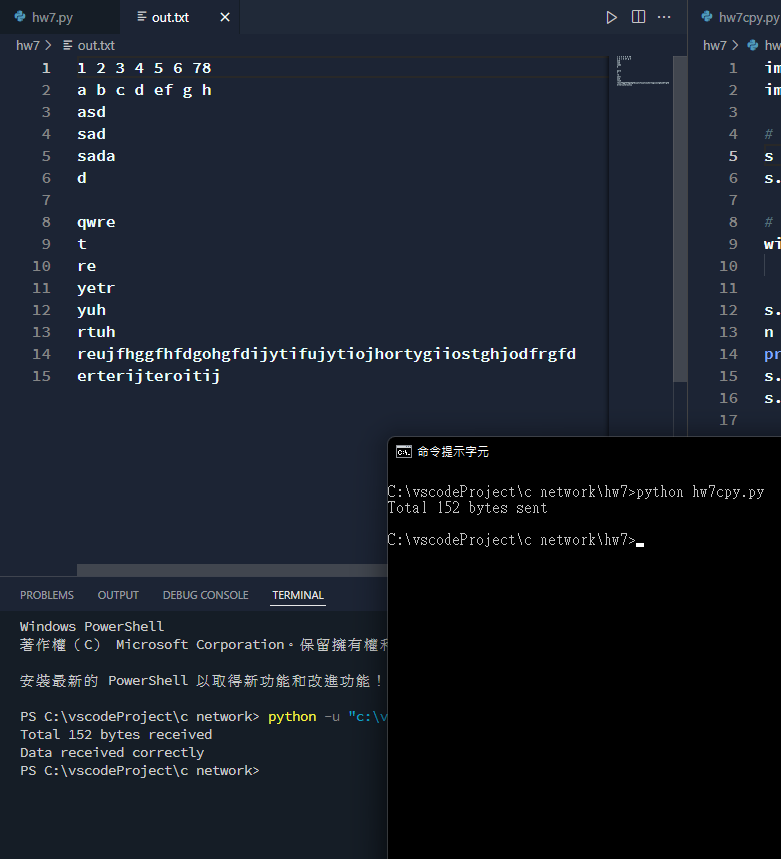 hw7.py
out.txt
hw7cpy.py
hw7 > out.txt
hw7 > hw
1 1 2 3 4 5 6 78
2 a b c d ef g h
3 asd
4 sad
5 sada
6 d
7
8 qwre
9 t
10 re
11 yetr
12 yuh
13 rtuh
14 reujfhggfhfdgohgfdijytifujytiojhortygiiostghjodfrgfd
15 erterijteroitij
1 im
2 im
3
4 #
5 s
6 s.
7
8 #
9 wi
10
11
12 s.
13 n
14 pr
15 s.
16 s.
17
命令提示字元
C:\vscodeProject\c network\hw7>python hw7cpy.py
Total 152 bytes sent
C:\vscodeProject\c network\hw7>
PROBLEMS OUTPUT DEBUG CONSOLE TERMINAL
Windows PowerShell
著作權（C） Microsoft Corporation。保留擁有權利
安裝最新的 PowerShell 以取得新功能和改進功能！
PS C:\vscodeProject\c network> python -u "c:\v
Total 152 bytes received
Data received correctly
PS C:\vscodeProject\c network>